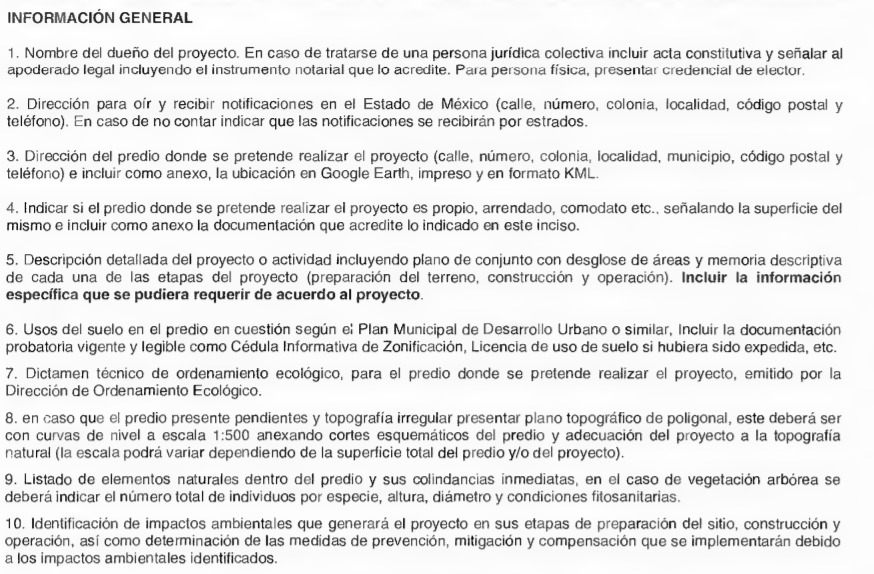 INFORMACIÓN GENERAL
1. Nombre del dueño del proyecto. En caso de tratarse de una persona jurídica colectiva incluir acta constitutiva y señalar al
apoderado legal incluyendo el instrumento notarial que lo acredite. Para persona física, presentar credencial de elector.
2. Dirección para oír y recibir notificaciones en el Estado de México (calle, número, colonia, localidad, código postal y
teléfono). En caso de no contar indicar que las notificaciones se recibirán por estrados.
3. Dirección del predio donde se pretende realizar el proyecto (calle, número, colonia, localidad, municipio, código postal y
teléfono) e incluir como anexo, la ubicación en Google Earth, impreso y en formato KML.
4. Indicar si el predio donde se pretende realizar el proyecto es propio, arrendado, comodato etc., señalando la superficie del
mismo e incluir como anexo la documentación que acredite lo indicado en este inciso.
5. Descripción detallada del proyecto o actividad incluyendo plano de conjunto con desglose de áreas y memoria descriptiva
de cada una de las etapas del proyecto (preparación del terreno, construcción y operación). Incluir la información
específica que se pudiera requerir de acuerdo al proyecto.
6. Usos del suelo en el predio en cuestión según el Plan Municipal de Desarrollo Urbano o similar, Incluir la documentación
probatoria vigente y legible como Cédula Informativa de Zonificación, Licencia de uso de suelo si hubiera sido expedida, etc.
7. Dictamen técnico de ordenamiento ecológico, para el predio donde se pretende realizar el proyecto, emitido por la
Dirección de Ordenamiento Ecológico.
8. en caso que el predio presente pendientes y topografía irregular presentar plano topográfico de poligonal, este deberá ser
con curvas de nivel a escala 1:500 anexando cortes esquemáticos del predio y adecuación del proyecto a la topografía
natural (la escala podrá variar dependiendo de la superficie total del predio y/o del proyecto).
9. Listado de elementos naturales dentro del predio y sus colindancias inmediatas, en el caso de vegetación arbórea se
deberá indicar el número total de individuos por especie, altura, diámetro y condiciones fitosanitarias.
10. Identificación de impactos ambientales que generará el proyecto en sus etapas de preparación del sitio, construcción y
operación, así como determinación de las medidas de prevención, mitigación y compensación que se implementarán debido
a los impactos ambientales identificados.